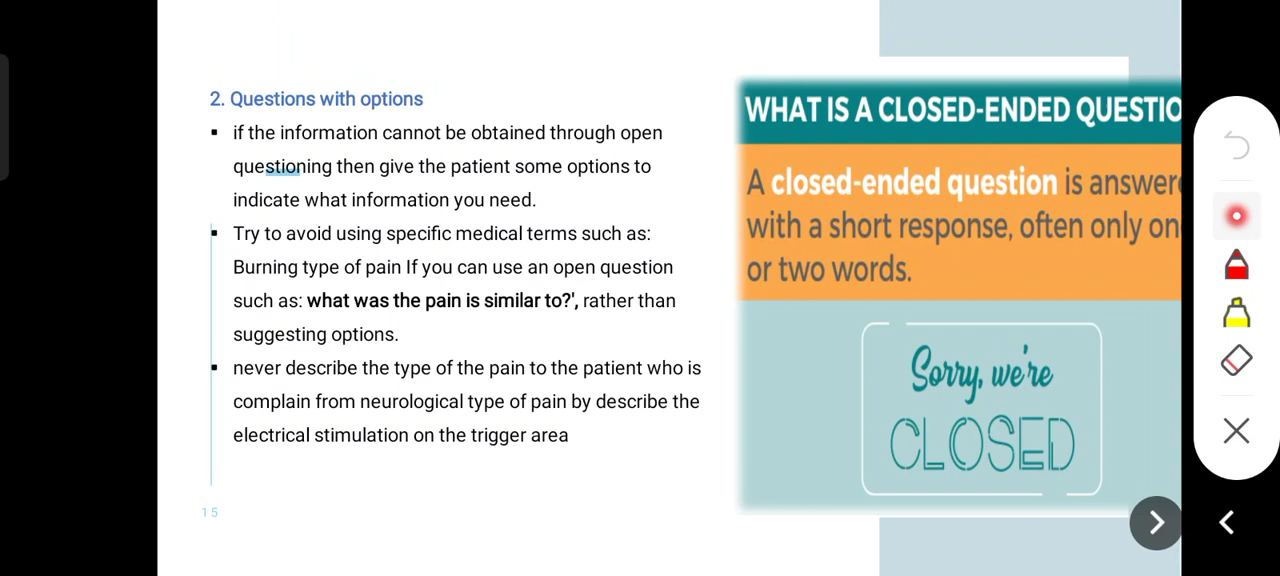 2. Questions with options
▪ if the information cannot be obtained through open
questioning then give the patient some options to
indicate what information you need.
▪ Try to avoid using specific medical terms such as:
Burning type of pain If you can use an open question
such as: what was the pain is similar to?', rather than
suggesting options.
▪ never describe the type of the pain to the patient who is
complain from neurological type of pain by describe the
electrical stimulation on the trigger area
15
WHAT IS A CLOSED-ENDED QUESTIO
A closed-ended question is answer
with a short response, often only on
or two words.
Sorry, we're
CLOSED